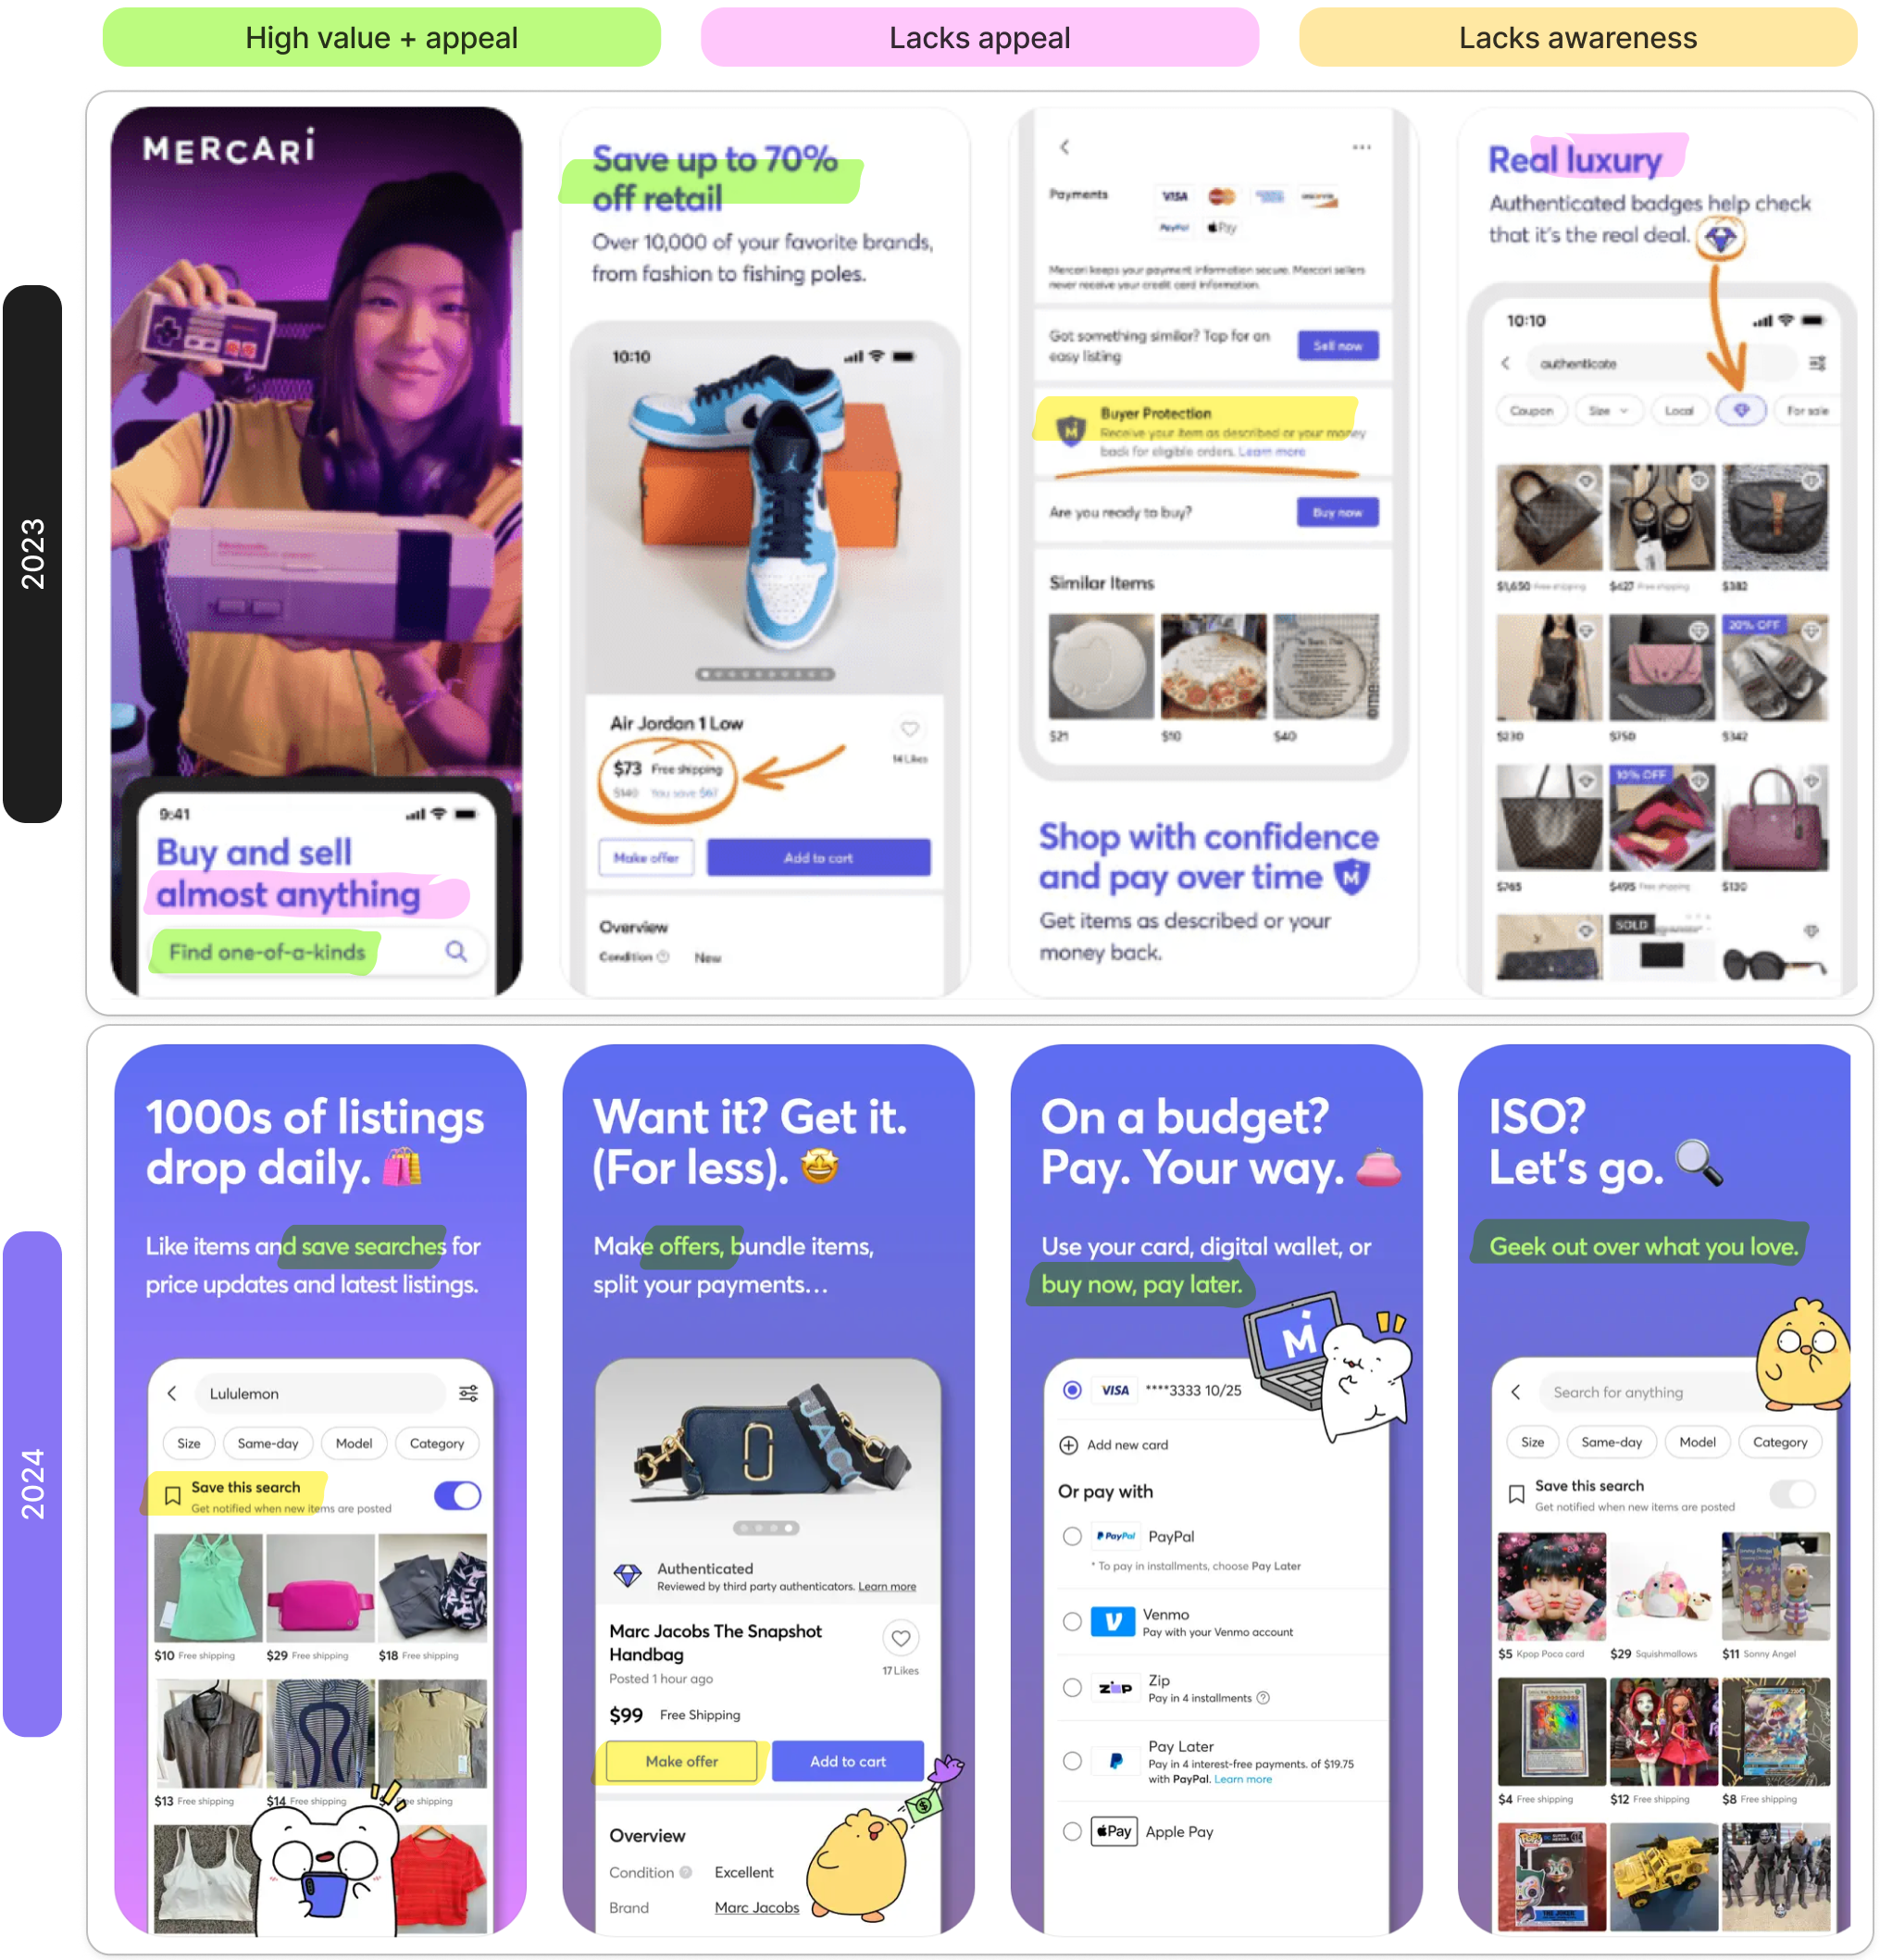 High value + appeal
Lacks appeal
Lacks awareness
2023
MERCARI
9:41
Buy and sell
almost anything
Find one-of-a-kinds
Save up to 70%
off retail
Over 10,000 of your favorite brands,
from fashion to fishing poles.
10:10
Air Jordan 1 Low
14 Likes
$73 Free shipping
$140 You save $67
Make offer
Add to cart
Overview
Condition
New
Payments
VISA
PayPal
Pay
Mercari keeps your payment information secure. Mercari sellers
never receive your credit card information.
Got something similar? Tap for an
easy listing
Sell now
Buyer Protection
Receive your item as described or your money
back for eligible orders. Learn more
Are you ready to buy?
Buy now
Similar Items
$21
$10
$40
Shop with confidence
and pay over time
Get items as described or your
money back.
Real luxury
Authenticated badges help check
that it's the real deal.
10:10
authenticate
Coupon
Size
Local
For sale
$1,650 Free shipping
$427 Free shipping
$382
20% OFF
$230
$750
$342
10% OFF
$765
$495 Free shipping
$130
SOLD
2024
1000s of listings
drop daily.
Like items and save searches for
price updates and latest listings.
Lululemon
Size
Same-day
Model
Category
Save this search
Get notified when new items are posted
$10 Free shipping
$29 Free shipping
$18 Free shipping
$13 Free shipping
$14 Free shipping
shipping
Want it? Get it.
(For less).
Make offers, bundle items,
split your payments...
JACO
Authenticated
Reviewed by third party authenticators. Learn more
Marc Jacobs The Snapshot
Handbag
Posted 1 hour ago
17 Likes
$99 Free Shipping
Make offer
Add to cart
Overview
Condition
Excellent
Brand
Marc Jacobs
On a budget?
Pay. Your way.
Use your card, digital wallet, or
buy now, pay later.
M
VISA
****3333 10/25
Add new card
Or pay with
PayPal PayPal
* To pay in installments, choose Pay Later
Venmo
Pay with your Venmo account
Zip
Zip
Pay in 4 installments
Pay Later
Pay in 4 interest-free payments. of $19.75
with PayPal. Learn more
Pay
Apple Pay
ISO?
Let's go.
Geek out over what you love.
Search for anything
Size
Same-day
Model
Category
Save this search
Get notified when new items are posted
$5 Kpop Poca card
$29 Squishmallows
$11 Sonny Angel
$4 Free shipping
$12 Free shipping
$8 Free shipping
POP!
THE JOKER